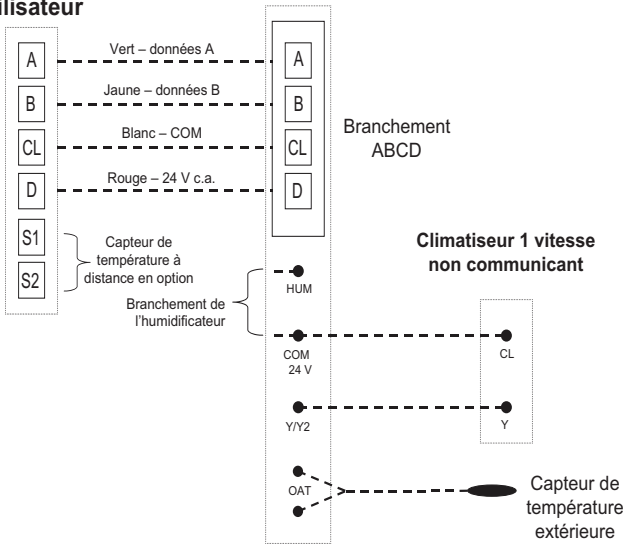 ilisateur
A
Vert – données A
A
B
Jaune – données B
B
CL
Blanc – COM
CL
D
Rouge – 24 V c.a.
D
Branchement
ABCD
S1
S2
Capteur de
température à
distance en option
Climatiseur 1 vitesse
non communicant
HUM
Branchement de
l'humidificateur
COM
24 V
CL
Y/Y2
Y
OAT
Capteur de
température
extérieure